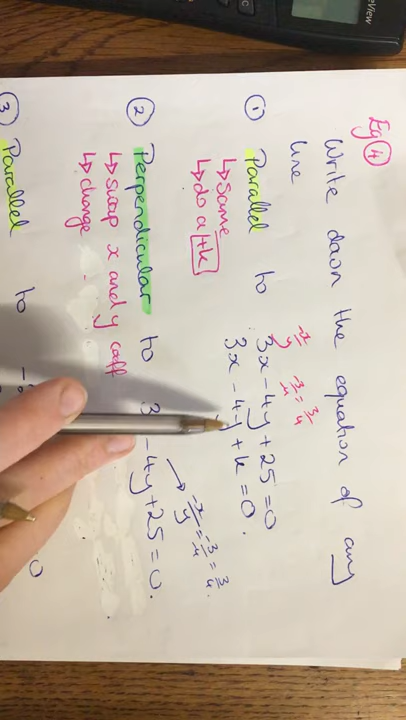 Eg ④
Write down the equation of any
line
① Parallel to 3x - 4y + 25 = 0
-x/y -3/-4 = 3/4
↳ same 3x - 4y + k = 0.
↳ do a +k
② Perpendicular to 3 - 4y + 25 = 0.
→ -x/y = -3/-4 = 3/4.
↳ swap x and y coeff
↳ change
③ Parallel to